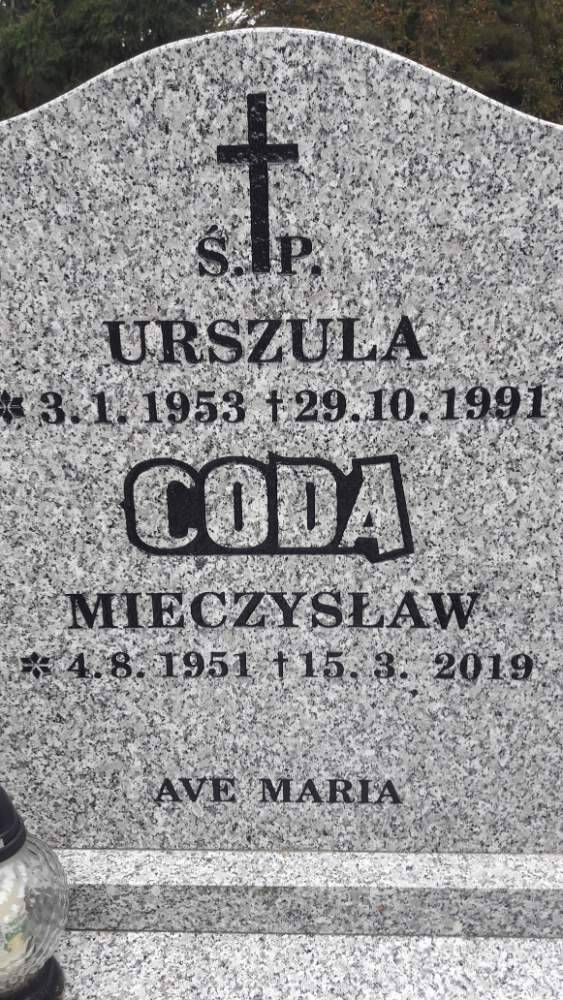 Ś. P.
URSZULA
* 3.1.1953 † 29.10.1991
CODA
MIECZYSŁAW
* 4.8.1951 † 15.3.2019
AVE MARIA